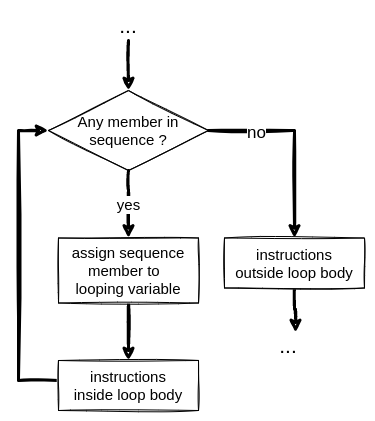 ...
Any member in
sequence ?
no
yes
assign sequence
member to
looping variable
instructions
outside loop body
...
instructions
inside loop body